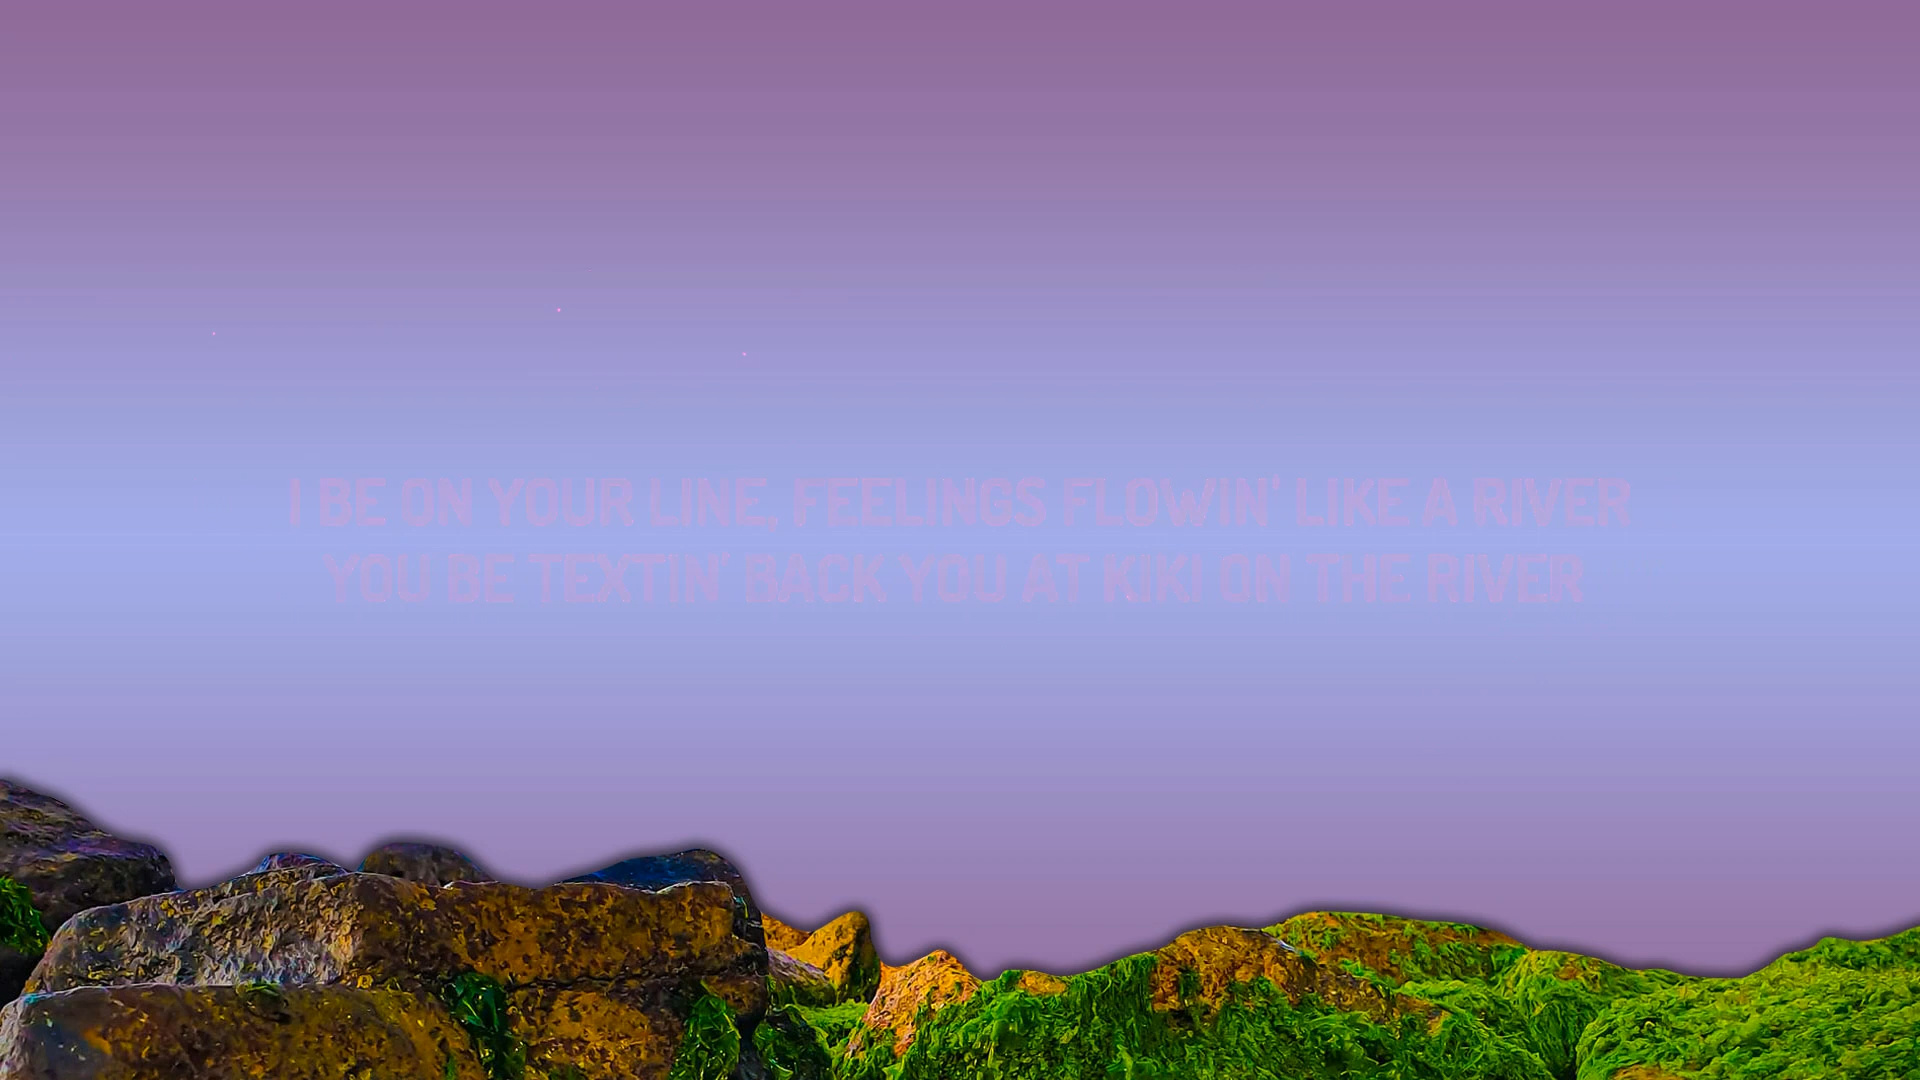 I BE ON YOUR LINE, FEELINGS FLOWIN' LIKE A RIVER
YOU BE TEXTIN' BACK YOU AT KIKI ON THE RIVER